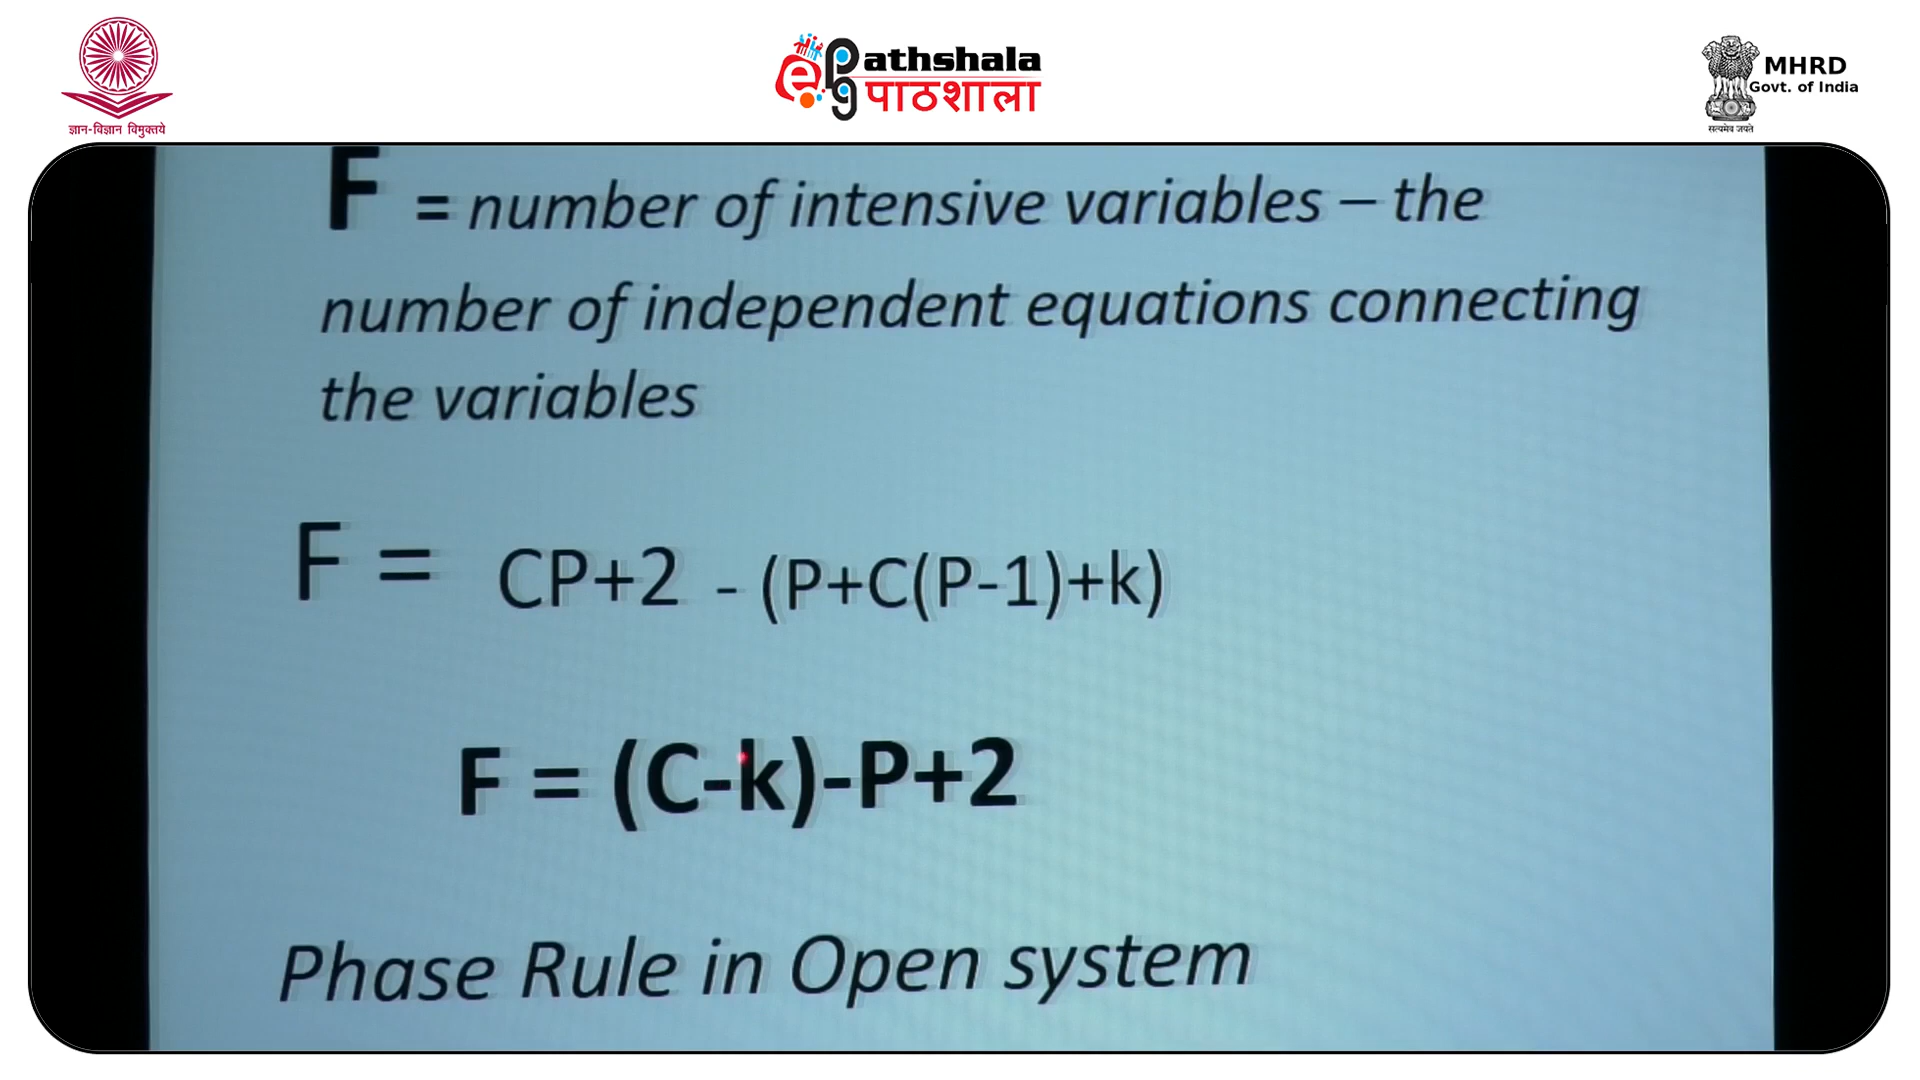 ज्ञान-विज्ञान विमुक्तये
ePathshala
पाठशाला
MHRD
Govt. of India
सत्यमेव जयते
F = number of intensive variables – the
number of independent equations connecting
the variables
F = CP+2 - (P+C(P-1)+k)
F = (C-k)-P+2
Phase Rule in Open system